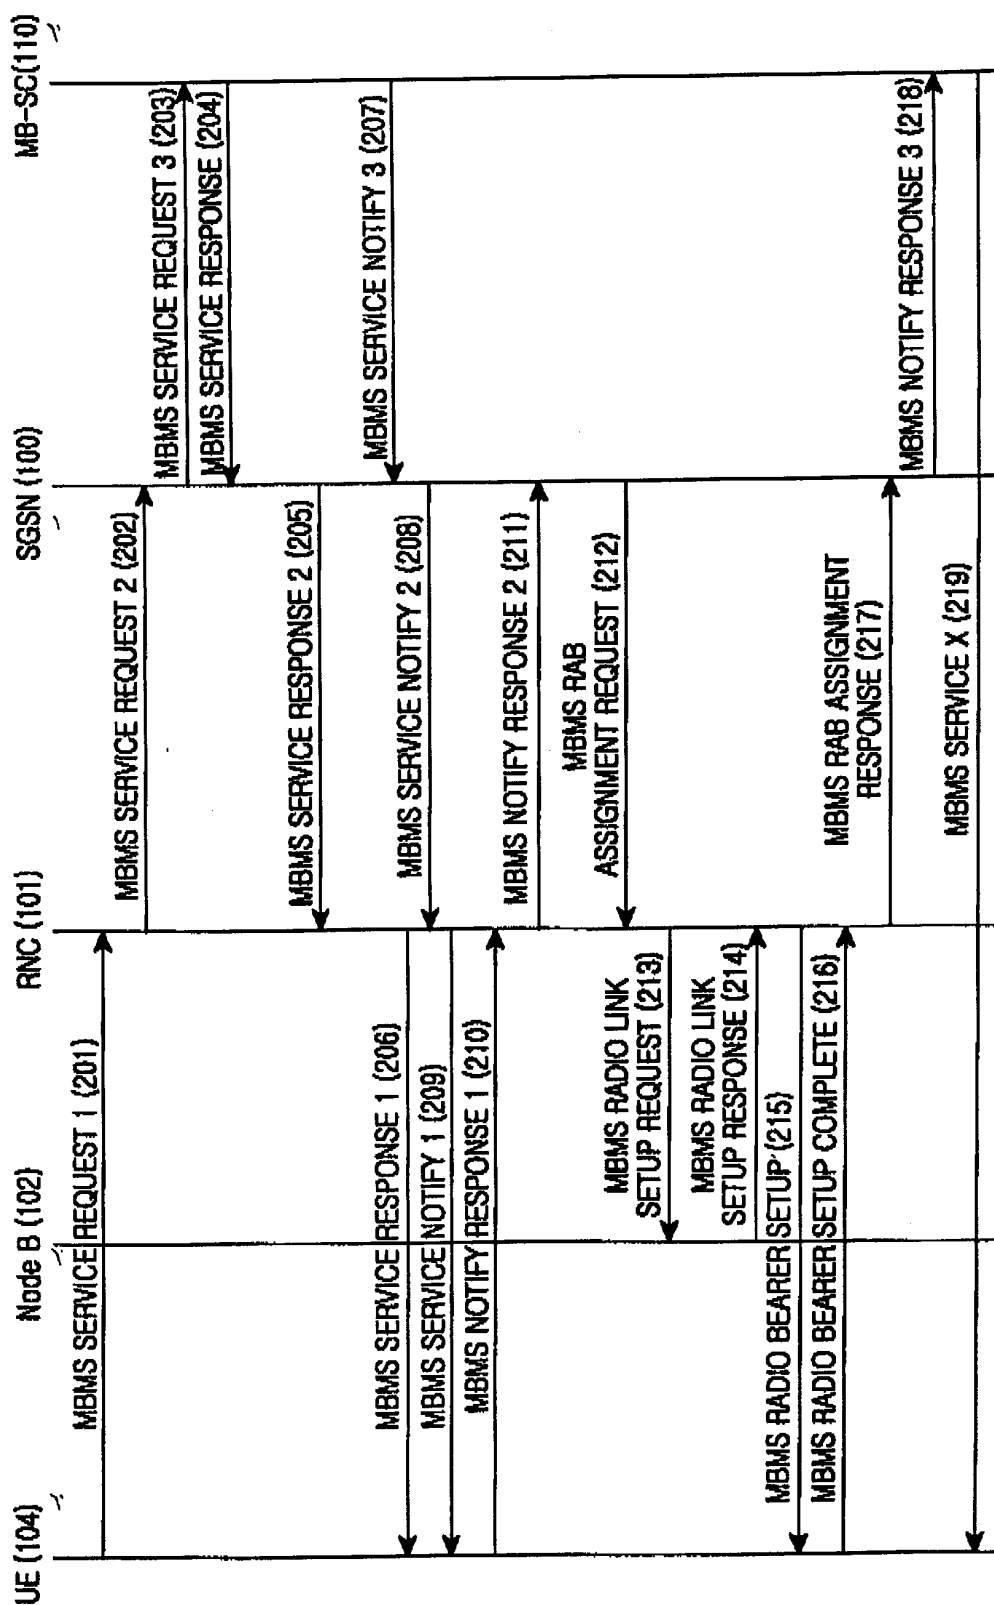 UE (104)
Node B (102)
RNC (101)
SGSN (100)
MB-SC(110)
MBMS SERVICE REQUEST 1 (201)
MBMS SERVICE REQUEST 2 (202)
MBMS SERVICE REQUEST 3 (203)
MBMS SERVICE RESPONSE (204)
MBMS SERVICE RESPONSE 2 (205)
MBMS SERVICE RESPONSE 1 (206)
MBMS SERVICE NOTIFY 3 (207)
MBMS SERVICE NOTIFY 2 (208)
MBMS SERVICE NOTIFY 1 (209)
MBMS NOTIFY RESPONSE 1 (210)
MBMS NOTIFY RESPONSE 2 (211)
MBMS RAB
ASSIGNMENT REQUEST (212)
MBMS RADIO LINK
SETUP REQUEST (213)
MBMS RADIO LINK
SETUP RESPONSE (214)
MBMS RADIO BEARER SETUP (215)
MBMS RADIO BEARER SETUP COMPLETE (216)
MBMS RAB ASSIGNMENT
RESPONSE (217)
MBMS NOTIFY RESPONSE 3 (218)
MBMS SERVICE X (219)